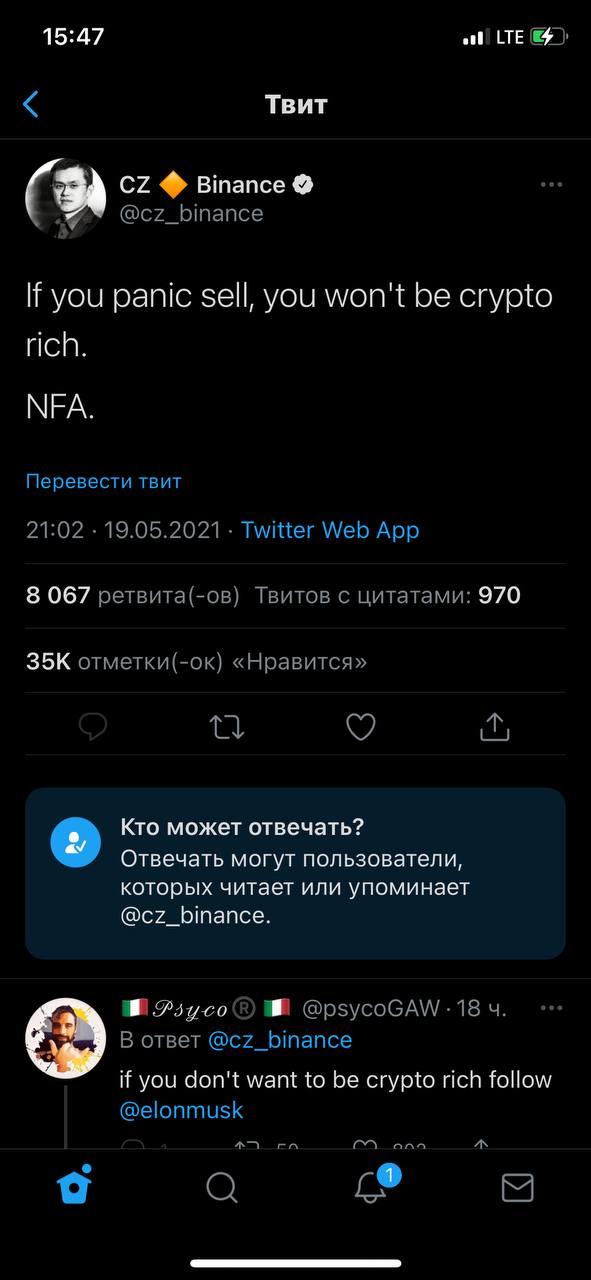 15:47
LTE
Твит
CZ 🔶 Binance
@cz_binance
If you panic sell, you won't be crypto
rich.
NFA.
Перевести твит
21:02 · 19.05.2021 · Twitter Web App
8 067 ретвита(-ов) Твитов с цитатами: 970
35K отметки(-ок) «Нравится»
Кто может отвечать?
Отвечать могут пользователи,
которых читает или упоминает
@cz_binance.
🇮🇹𝒫𝓈𝓎𝒸ℴ®️🇮🇹 @psycoGAW · 18 ч.
В ответ @cz_binance
if you don't want to be crypto rich follow
@elonmusk
1